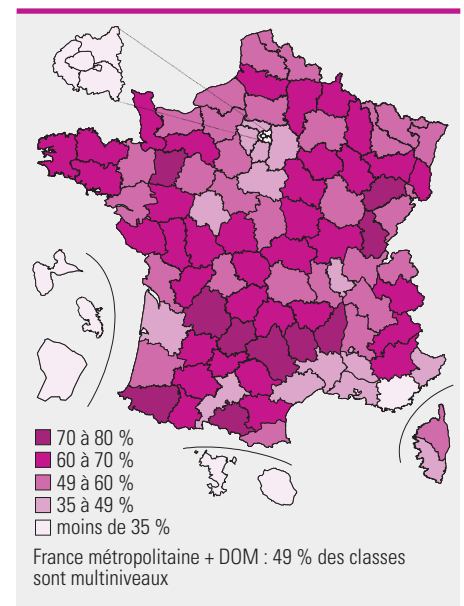 70 à 80 %
60 à 70 %
49 à 60 %
35 à 49 %
moins de 35 %
France métropolitaine + DOM : 49 % des classes
sont multiniveaux